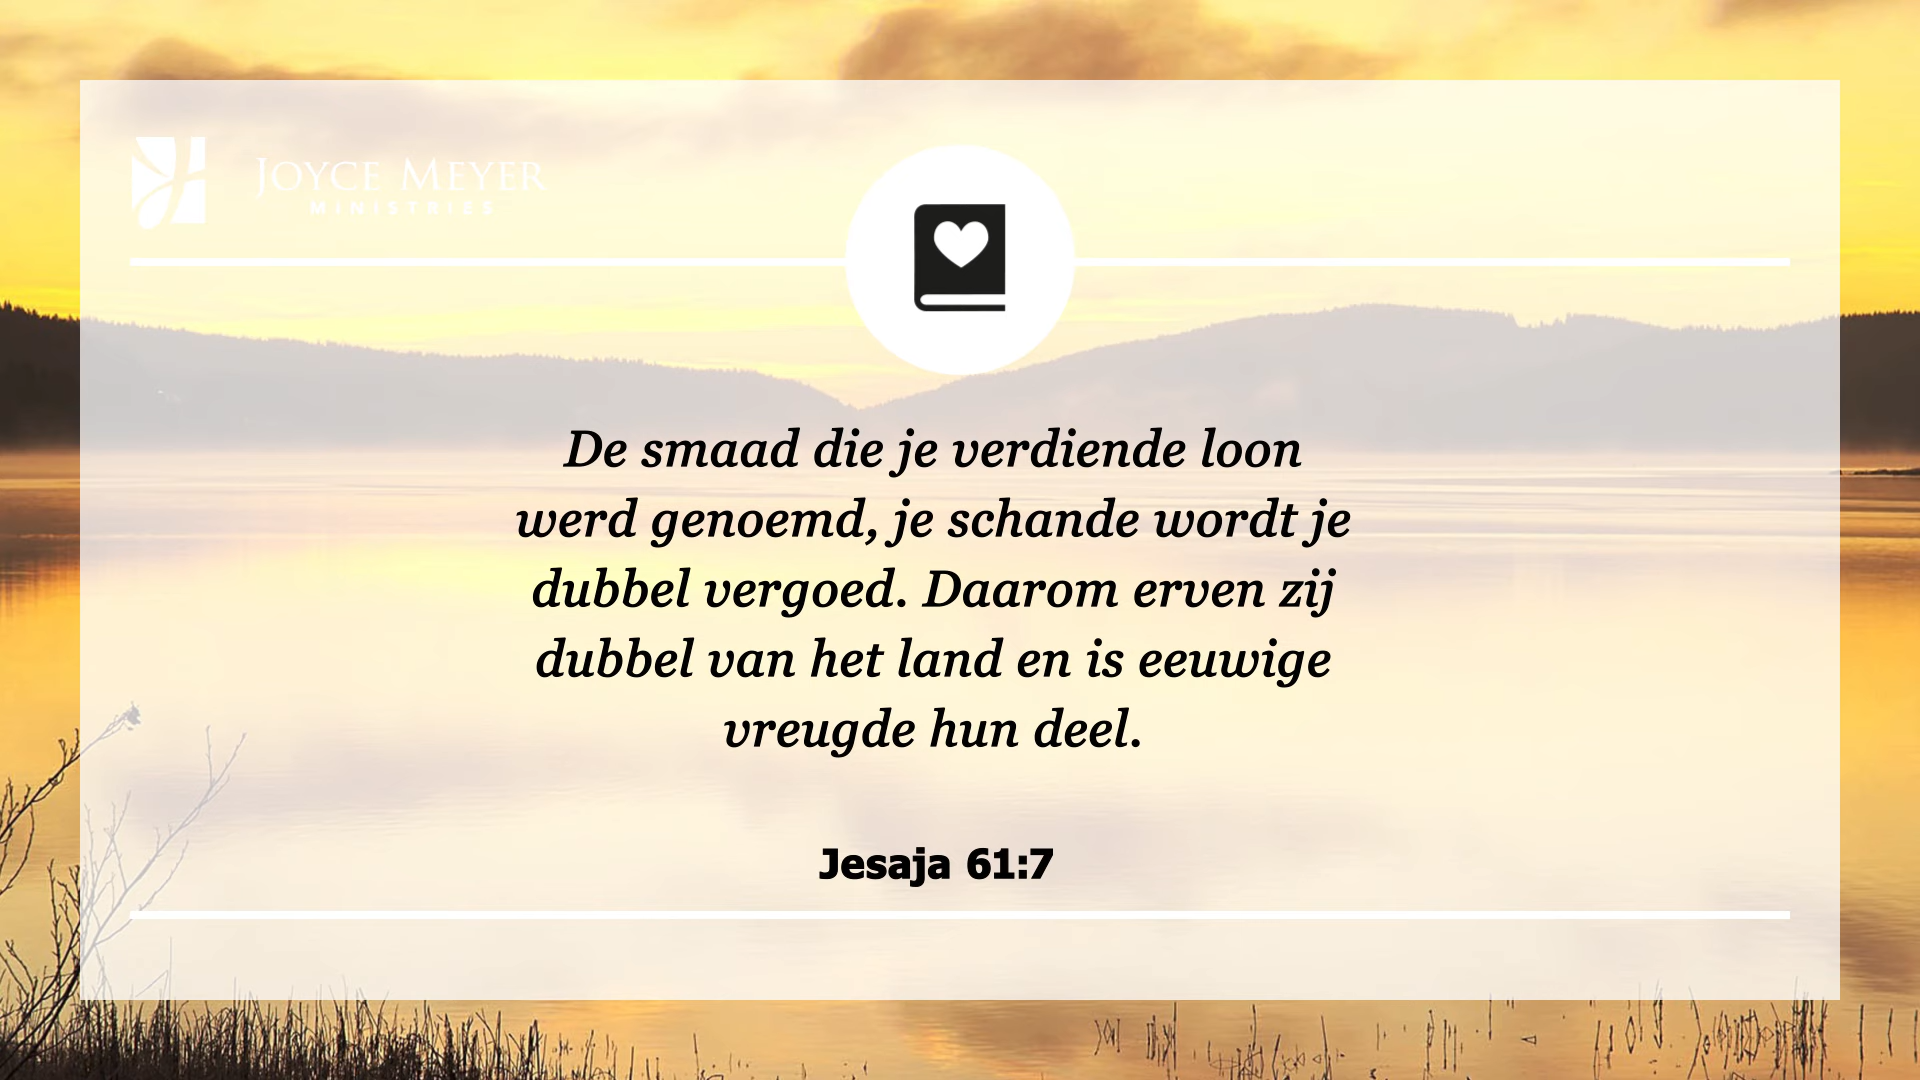 JOYCE MEYER
MINISTRIES
De smaad die je verdiende loon
werd genoemd, je schande wordt je
dubbel vergoed. Daarom erven zij
dubbel van het land en is eeuwige
vreugde hun deel.
Jesaja 61:7